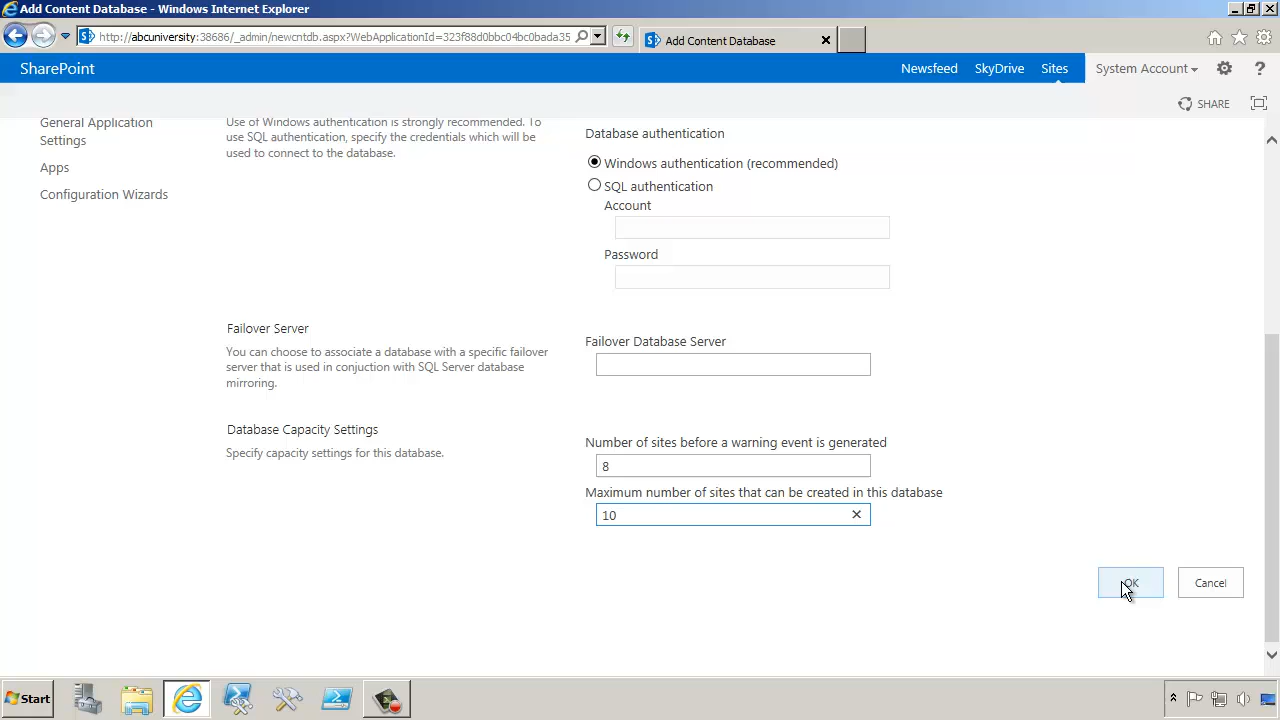 Add Content Database - Windows Internet Explorer
http://abcuniversity:38686/_admin/newcntdb.aspx?WebApplicationId=323f88d0bbc04bc0bada35
Add Content Database
SharePoint
Newsfeed
SkyDrive
Sites
System Account
?
SHARE
General Application
Settings
Apps
Configuration Wizards
Use of Windows authentication is strongly recommended. To
use SQL authentication, specify the credentials which will be
used to connect to the database.
Database authentication
Windows authentication (recommended)
SQL authentication
Account
Password
Failover Server
You can choose to associate a database with a specific failover
server that is used in conjuction with SQL Server database
mirroring.
Failover Database Server
Database Capacity Settings
Specify capacity settings for this database.
Number of sites before a warning event is generated
8
Maximum number of sites that can be created in this database
10
OK
Cancel
Start